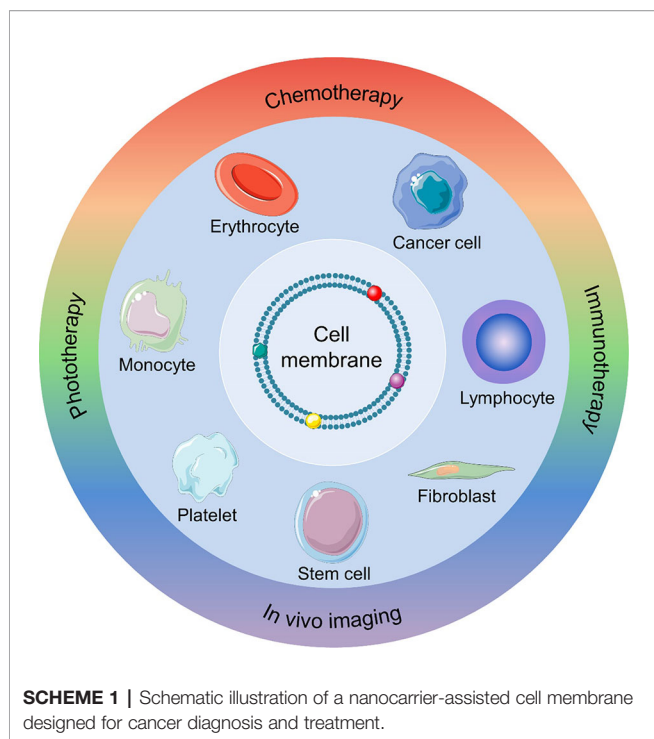 Chemotherapy
Erythrocyte
Cancer cell
Phototherapy
Monocyte
Cell
membrane
Immunotherapy
Lymphocyte
Platelet
Fibroblast
Stem cell
In vivo imaging
SCHEME 1 | Schematic illustration of a nanocarrier-assisted cell membrane
designed for cancer diagnosis and treatment.